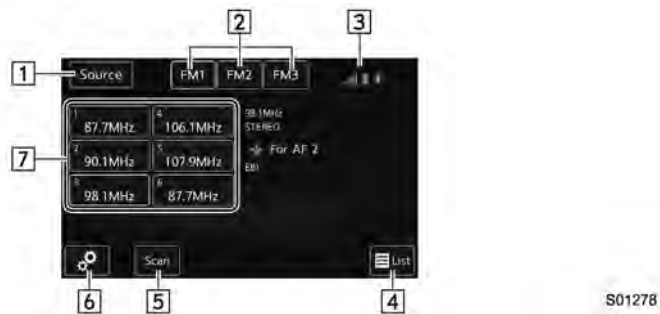 2
3
1
Source FM1 FM2 FM3
1 87.7MHz 4 106.1MHz 98.1MHz
STEREO
7
2 90.1MHz 5 107.9MHz For AF 2
EBI
3 98.1MHz 6 87.7MHz
Scan List
6 5 4
S01278